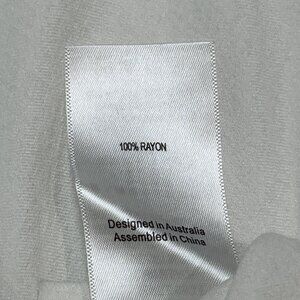 100% RAYON
Designed in Australia
Assembled in China